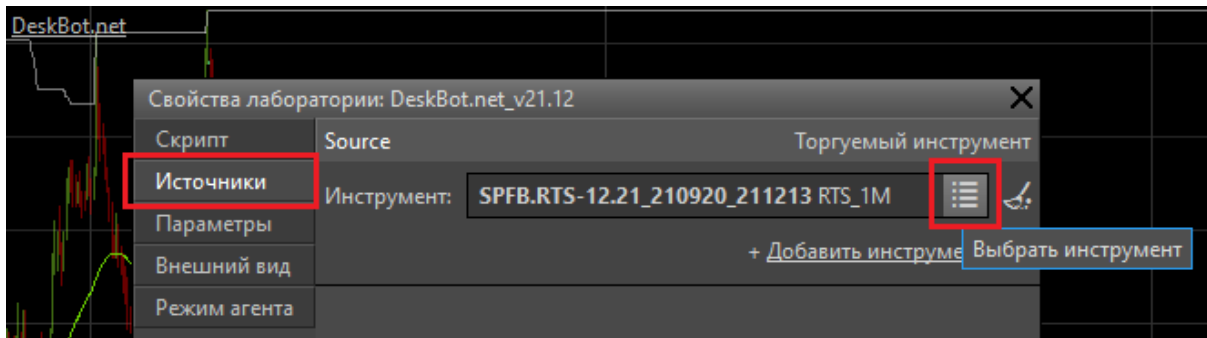 DeskBot.net
Свойства лаборатории: DeskBot.net_v21.12
Скрипт
Source
Торгуемый инструмент
Источники
Инструмент: SPFB.RTS-12.21_210920_211213 RTS_1M
Параметры
+ Добавить инструме
Выбрать инструмент
Внешний вид
Режим агента